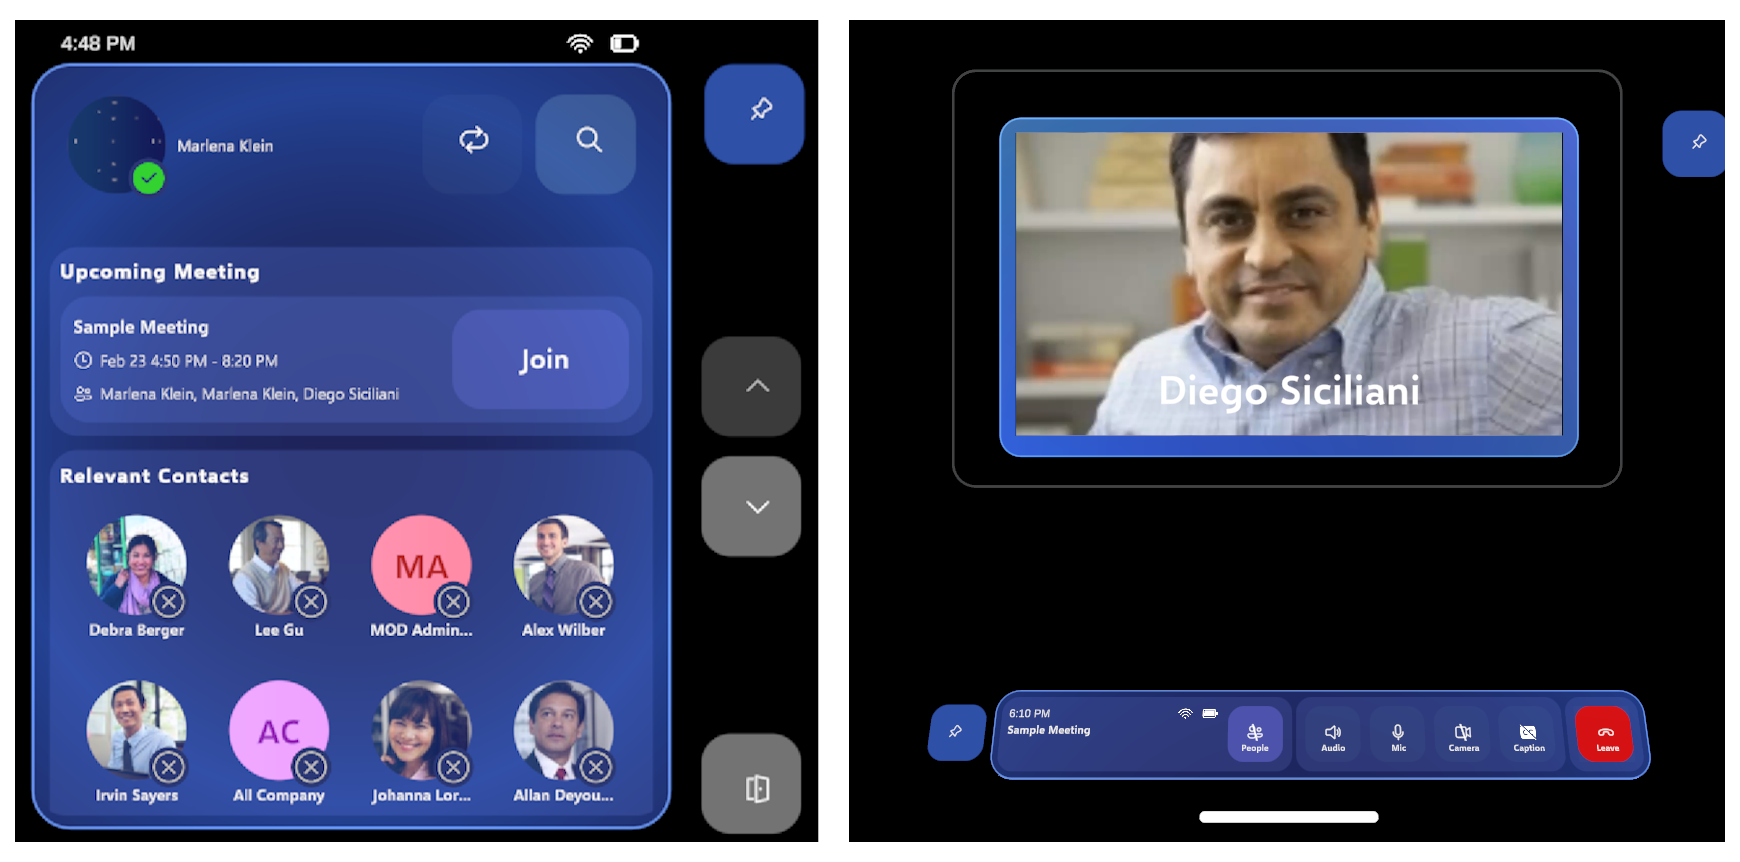 4:48 PM
Marlena Klein
Upcoming Meeting
Sample Meeting
Feb 23 4:50 PM - 8:20 PM
Marlena Klein, Marlena Klein, Diego Siciliani
Join
Relevant Contacts
MA
Debra Berger
Lee Gu
MOD Admin...
Alex Wilber
AC
Irvin Sayers
All Company
Johanna Lor...
Allan Deyou...
Diego Siciliani
6:10 PM
Sample Meeting
People
Audio
Mic
Camera
Caption
Leave